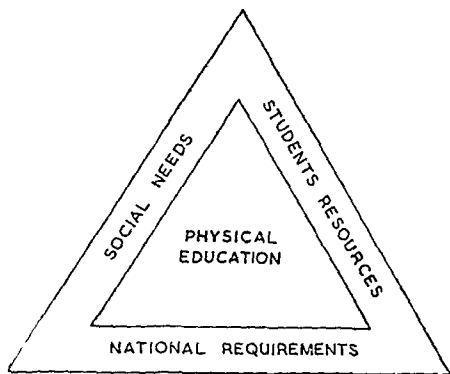 SOCIAL NEEDS
STUDENTS RESOURCES
PHYSICAL
EDUCATION
NATIONAL REQUIREMENTS